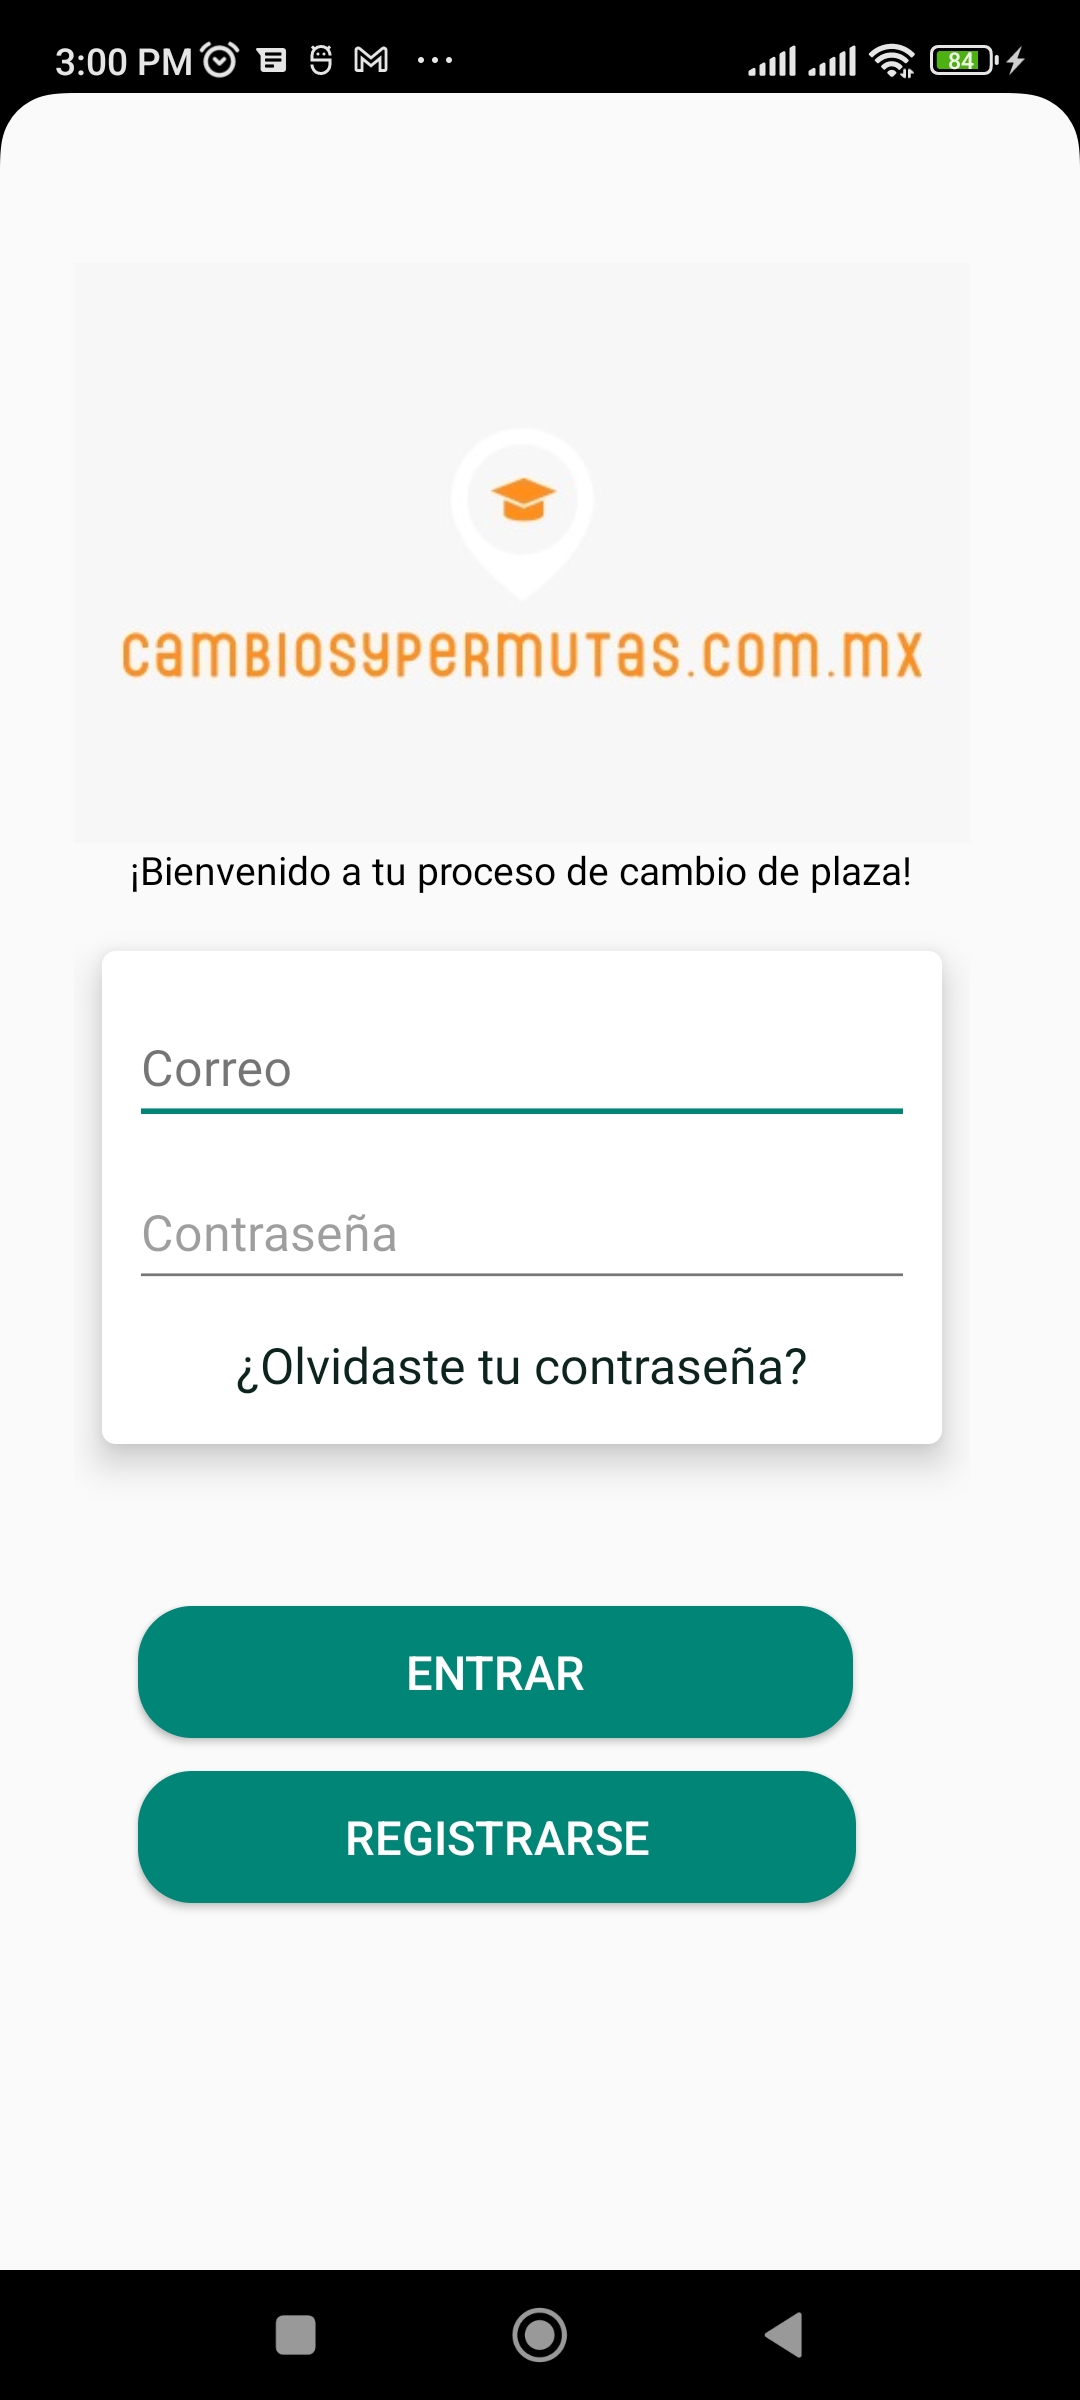 3:00 PM
84
cambiosypermutas.com.mx
¡Bienvenido a tu proceso de cambio de plaza!
Correo
Contraseña
¿Olvidaste tu contraseña?
ENTRAR
REGISTRARSE